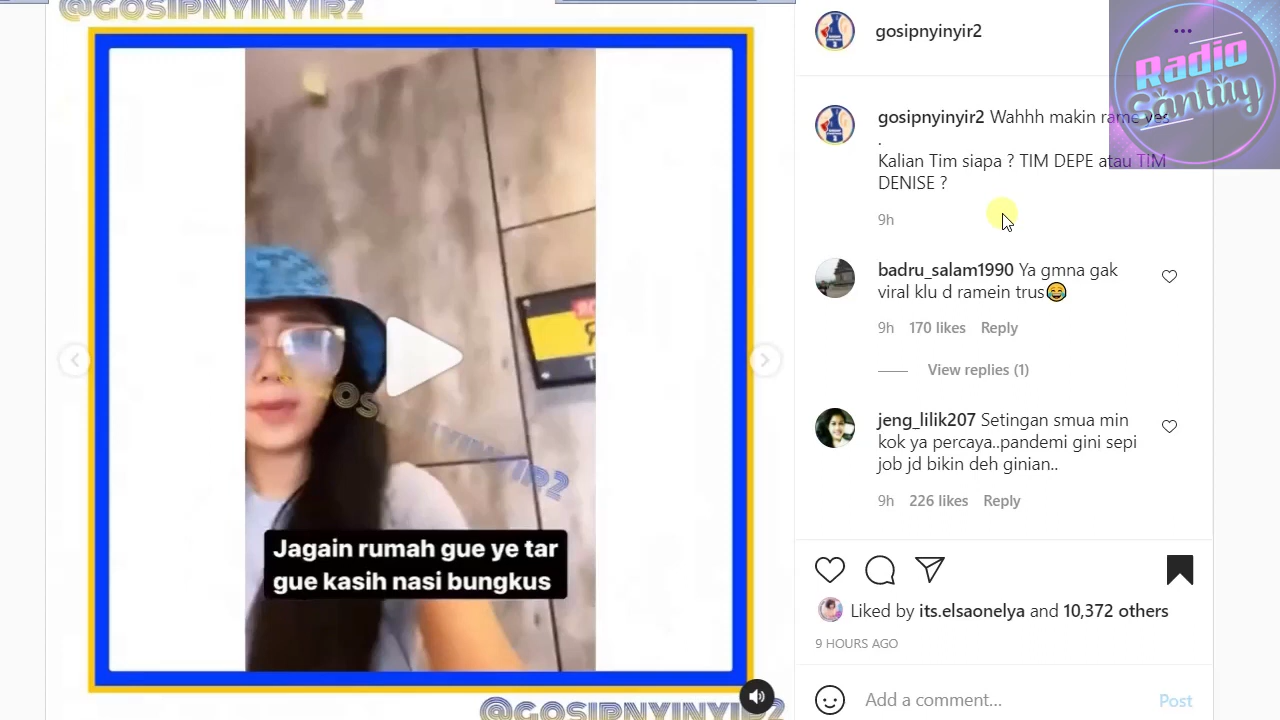 @GOSIPNYINYIR2
gosipnyinyir2
Radio
Santuy
gosipnyinyir2 Wahhh makin rame yes
.
Kalian Tim siapa ? TIM DEPE atau TIM
DENISE ?
9h
badru_salam1990 Ya gmna gak
viral klu d ramein trus😂
9h 170 likes Reply
View replies (1)
jeng_lilik207 Setingan smua min
kok ya percaya..pandemi gini sepi
job jd bikin deh ginian..
9h 226 likes Reply
Jagain rumah gue ye tar
gue kasih nasi bungkus
Liked by its.elsaonelya and 10,372 others
9 HOURS AGO
Add a comment... Post
@GOSIPNYINYIR2